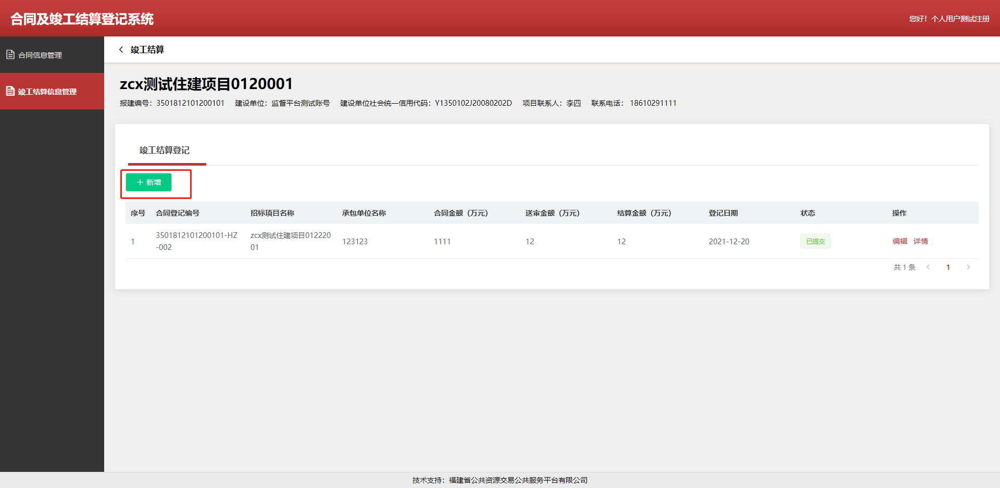 合同及竣工结算登记系统
您好！个人用户测试注册
合同信息管理
竣工结算信息管理
竣工结算
zcx测试住建项目0120001
报建编号：3501812101200101 建设单位：监督平台测试账号 建设单位社会统一信用代码：Y1350102J20080202D 项目联系人：李四 联系电话： 18610291111
竣工结算登记
新增
序号 合同登记编号 招标项目名称 承包单位名称 合同金额（万元） 送审金额（万元） 结算金额（万元） 登记日期 状态 操作
1 3501812101200101-HZ-002 zcx测试住建项目01222001 123123 1111 12 12 2021-12-20 已提交 编辑 详情
共 1 条 1
技术支持：福建省公共资源交易公共服务平台有限公司